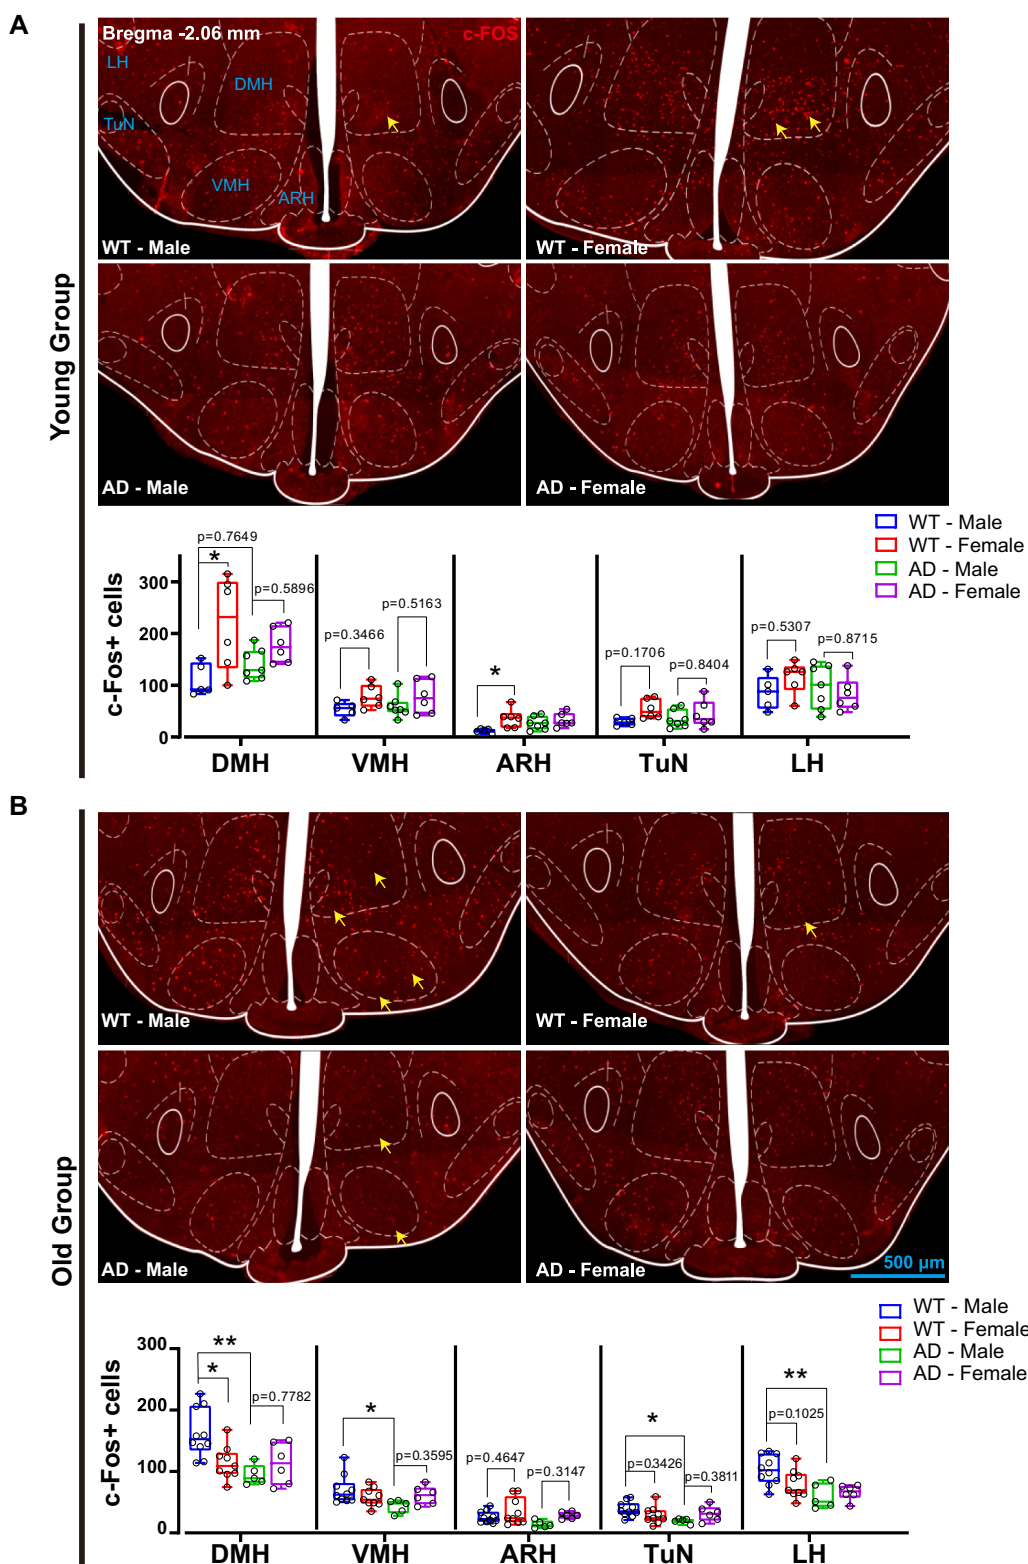 A
Bregma -2.06 mm
c-FOS
LH
DMH
TuN
VMH
ARH
WT - Male
WT - Female
AD - Male
AD - Female
Young Group
WT - Male
WT - Female
AD - Male
AD - Female
p=0.7649
*
p=0.5896
p=0.3466
p=0.5163
*
p=0.1706
p=0.8404
p=0.5307
p=0.8715
c-Fos+ cells
300
200
100
0
DMH VMH ARH TuN LH
B
WT - Male
WT - Female
AD - Male
AD - Female
500 µm
Old Group
WT - Male
WT - Female
AD - Male
AD - Female
**
*
p=0.7782
*
p=0.3595
p=0.4647
p=0.3147
*
p=0.3426
p=0.3811
**
p=0.1025
c-Fos+ cells
300
200
100
0
DMH VMH ARH TuN LH